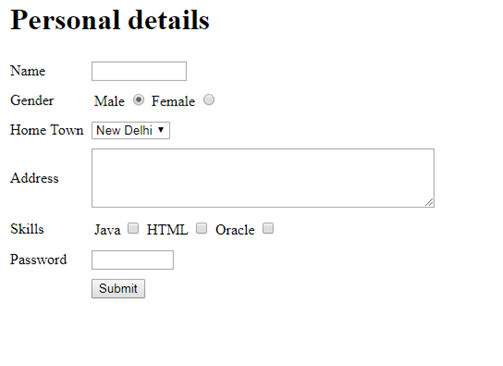 Personal details
Name
Gender Male Female
Home Town New Delhi
Address
Skills Java HTML Oracle
Password
Submit